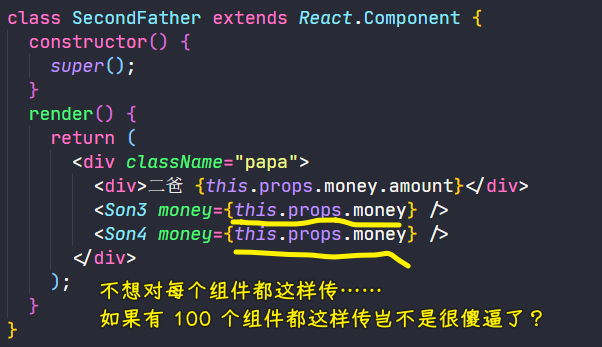 class SecondFather extends React.Component {
constructor() {
super();
}
render() {
return (
<div className="papa">
<div>二爸 {this.props.money.amount}</div>
<Son3 money={this.props.money} />
<Son4 money={this.props.money} />
</div>
);
}
}
不想对每个组件都这样传……
如果有 100 个组件都这样传岂不是很傻逼了？